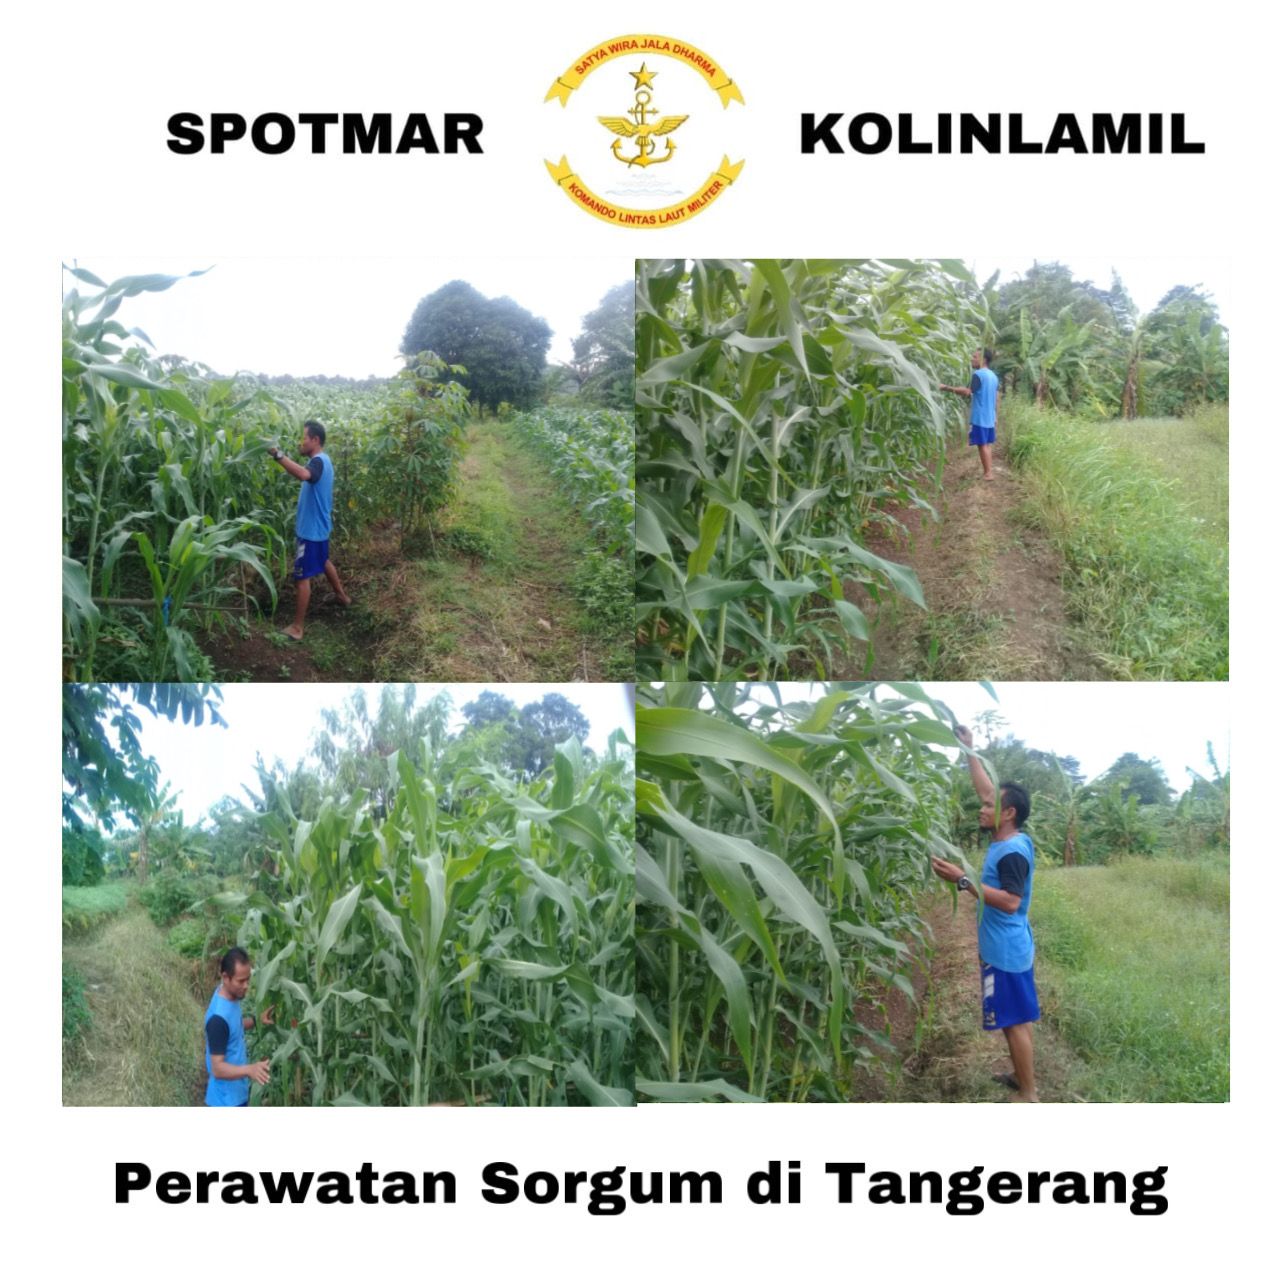 SPOTMAR
SATYA WIRA JALA DHARMA
KOMANDO LINTAS LAUT MILITER
KOLINLAMIL
Perawatan Sorgum di Tangerang